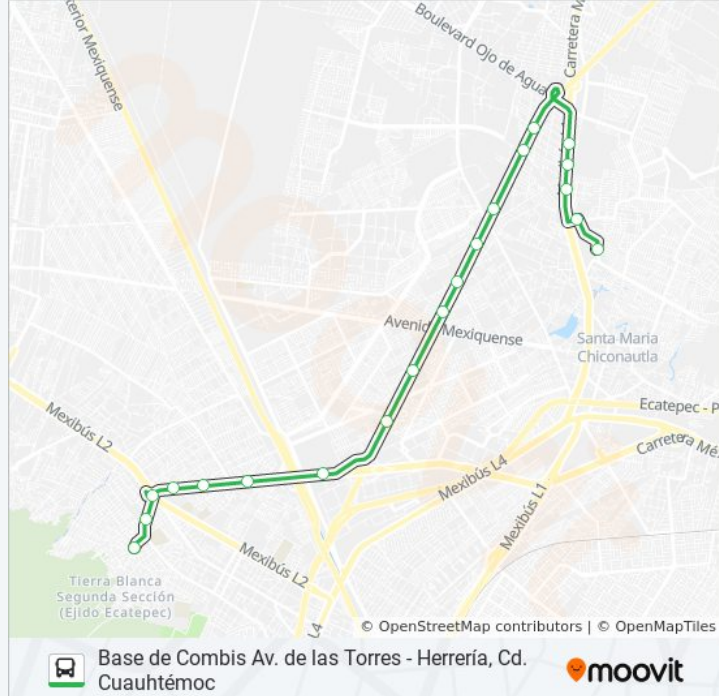 Boulevard Ojo de Agua
Carretera M
terior Mexiquense
Avenid Mexiquense
Santa María
Chiconautla
Ecatepec - P
Carretera Méx
Mexibús L2
Mexibús L4
Mexibús L1
Mexibús L2
Tierra Blanca
Segunda Sección
(Ejido Ecatepec)
L4
© OpenStreetMap contributors | © OpenMapTiles
Base de Combis Av. de las Torres - Herrería, Cd.
Cuauhtémoc
moovit